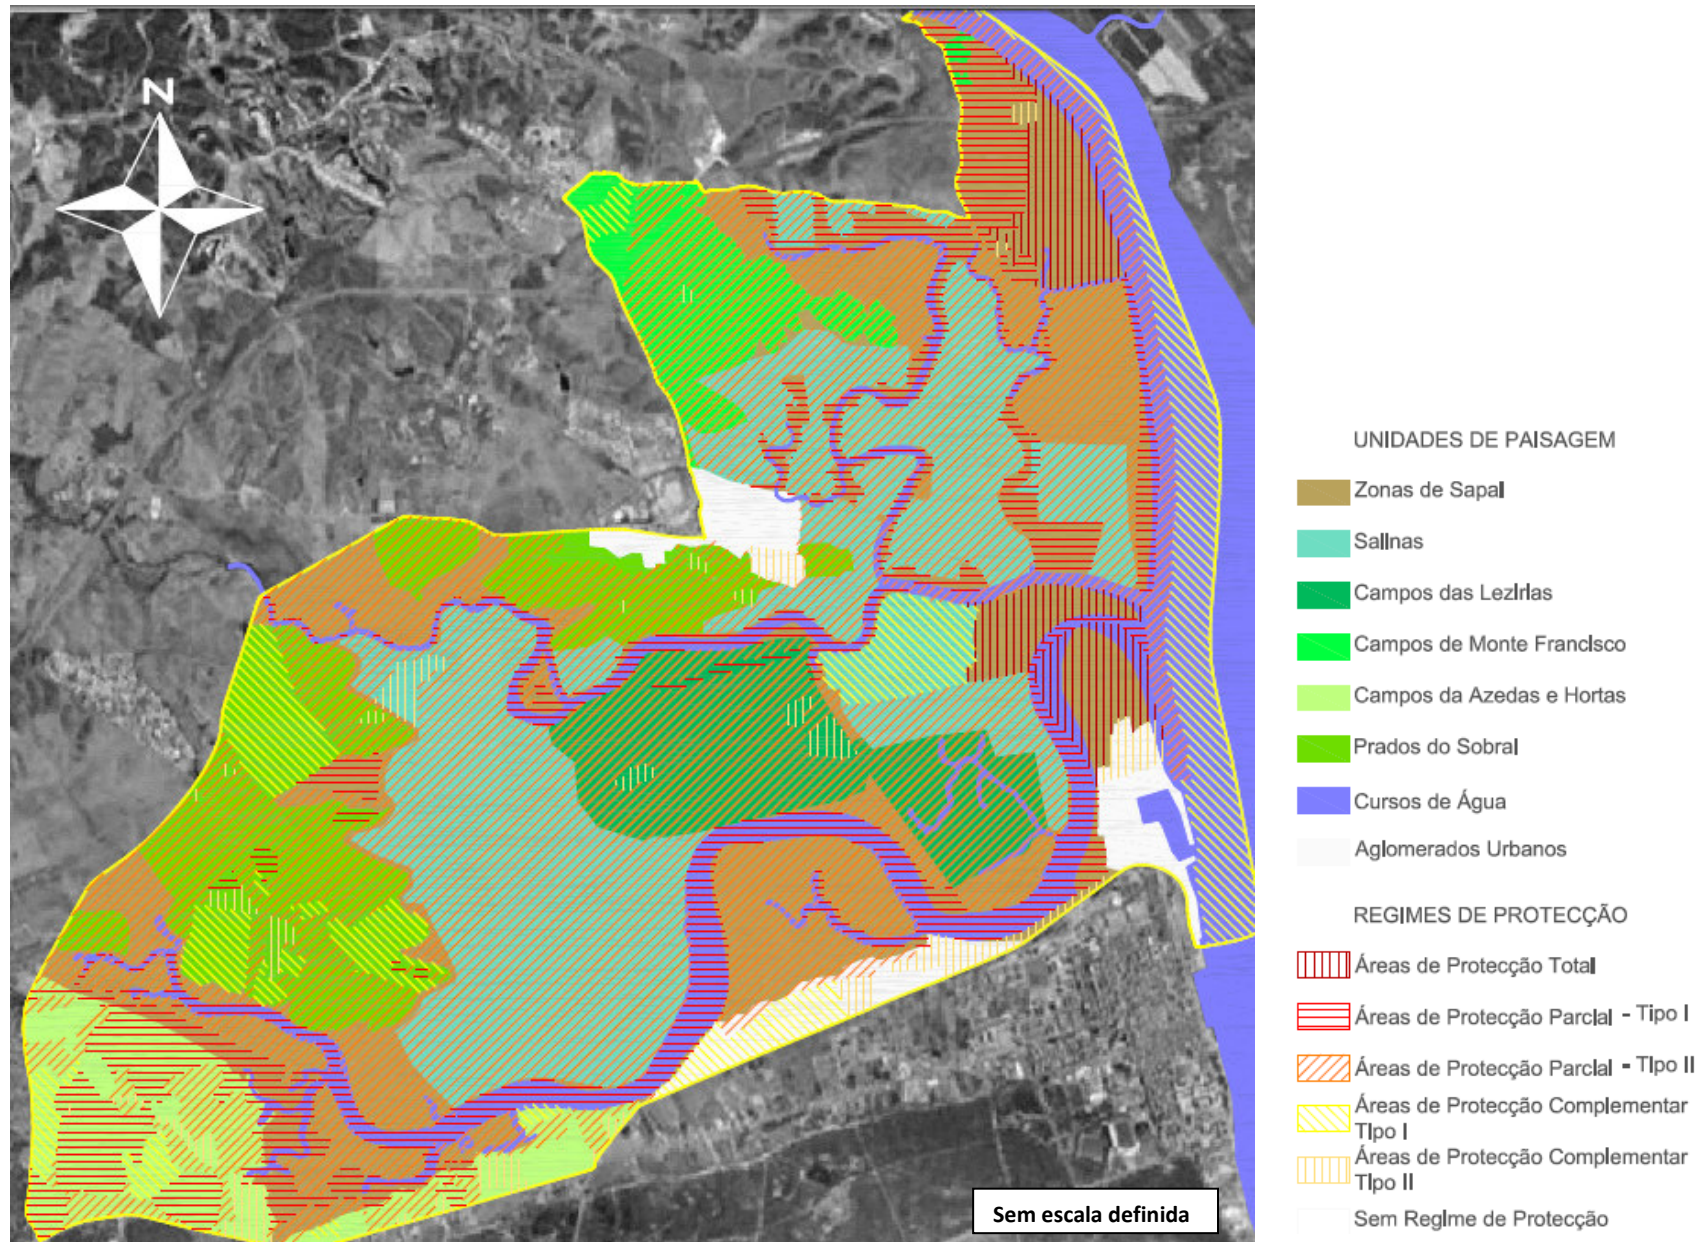 N
UNIDADES DE PAISAGEM
Zonas de Sapal
Salinas
Campos das Lezírias
Campos de Monte Francisco
Campos da Azedas e Hortas
Prados do Sobral
Cursos de Água
Aglomerados Urbanos
REGIMES DE PROTECÇÃO
Áreas de Protecção Total
Áreas de Protecção Parcial - Tipo I
Áreas de Protecção Parcial - Tipo II
Áreas de Protecção Complementar
Tipo I
Áreas de Protecção Complementar
Tipo II
Sem Regime de Protecção
Sem escala definida